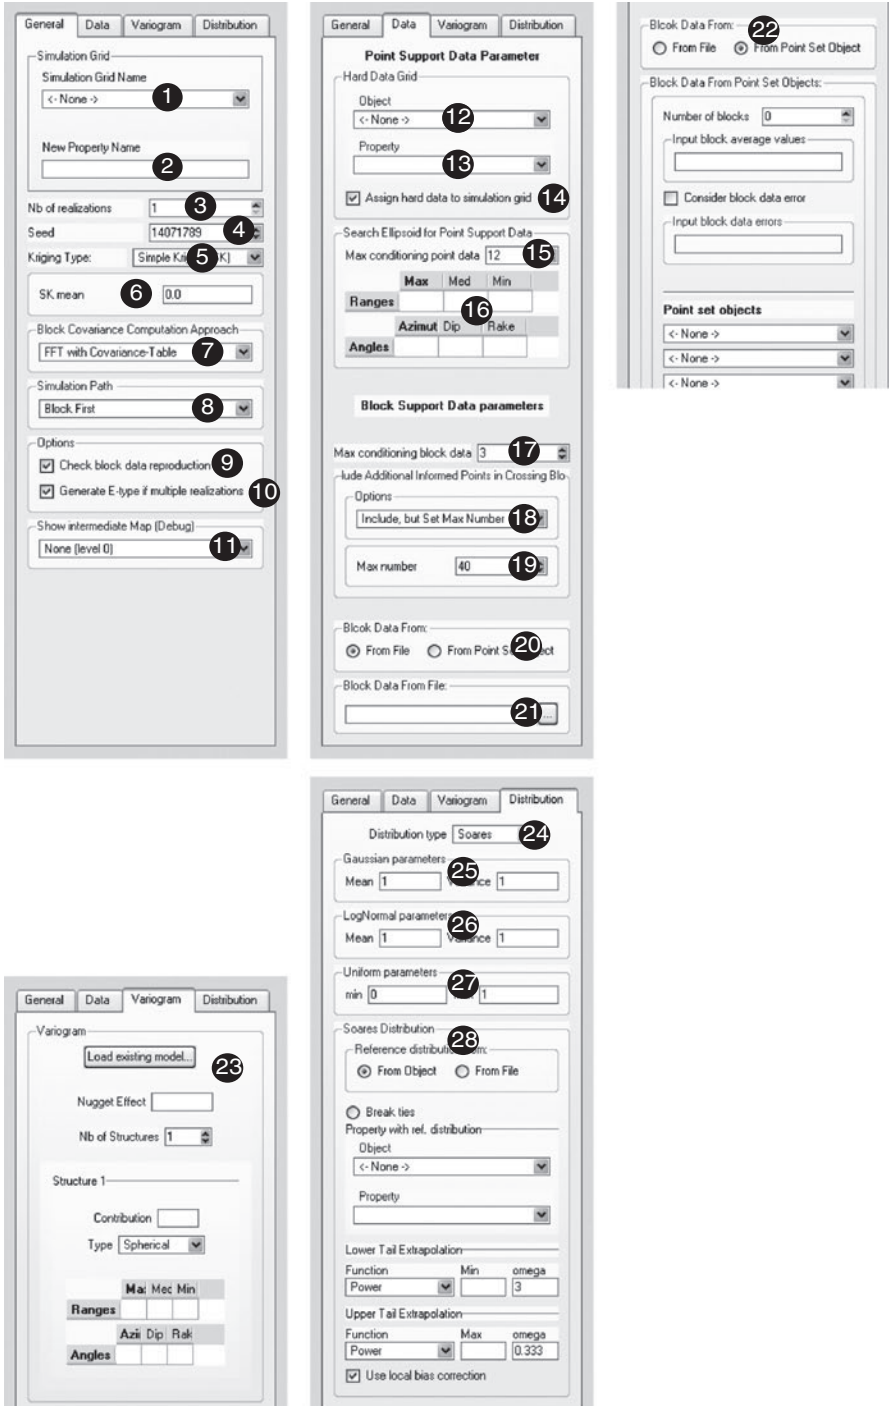 General Data Variogram Distribution
Simulation Grid
Simulation Grid Name
<- None -> 1
New Property Name
2
Nb of realizations 1 3
Seed 14071789 4
Kriging Type: Simple Kri 5 SK)
SK mean 6 0.0
Block Covariance Computation Approach
FFT with Covariance-Table 7
Simulation Path
Block First 8
Options
Check block data reproduction 9
Generate E-type if multiple realizations 10
Show intermediate Map (Debug)
None (level 0) 11
General Data Variogram Distribution
Point Support Data Parameter
Hard Data Grid
Object
<- None -> 12
Property
13
Assign hard data to simulation grid 14
Search Ellipsoid for Point Support Data
Max conditioning point data 12 15
Max Med Min
Ranges
16
Azimut Dip Rake
Angles
Block Support Data parameters
Max conditioning block data 3 17
lude Additional Informed Points in Crossing Blo
Options
Include, but Set Max Number 18
Max number 40 19
Blcok Data From:
From File From Point S 20 ject
Block Data From File:
21 ...
Blcok Data From: 22
From File From Point Set Object
Block Data From Point Set Objects:
Number of blocks 0
Input block average values
Consider block data error
Input block data errors
Point set objects
<- None ->
<- None ->
<- None ->
General Data Variogram Distribution
Variogram
Load existing model...
23
Nugget Effect
Nb of Structures 1
Structure 1
Contribution
Type Spherical
Ma: Mec Min
Ranges
Azii Dip Rak
Angles
General Data Variogram Distribution
Distribution type Soares 24
Gaussian parameters 25
Mean 1 V nce 1
LogNormal parameters 26
Mean 1 nce 1
Uniform parameters 27
min 0 1
Soares Distribution 28
Reference distribu om:
From Object From File
Break ties
Property with ref. distribution
Object
<- None ->
Property
Lower Tail Extrapolation
Function Min omega
Power 3
Upper Tail Extrapolation
Function Max omega
Power 0.333
Use local bias correction